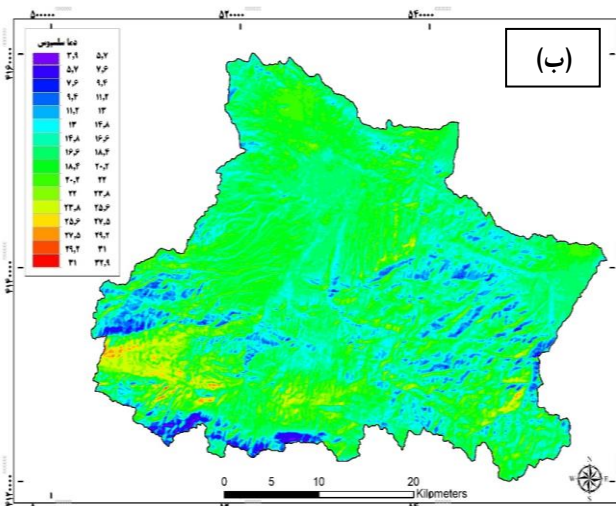 ۵۰۰۰۰۰ ۵۲۰۰۰۰ ۵۴۰۰۰۰
(ب)
دما سلسیوس
۳,۹ ۵,۷
۵,۷ ۷,۶
۷,۶ ۹,۴
۹,۴ ۱۱,۲
۱۱,۲ ۱۳
۱۳ ۱۴,۸
۱۴,۸ ۱۶,۶
۱۶,۶ ۱۸,۴
۱۸,۴ ۲۰,۲
۲۰,۲ ۲۲
۲۲ ۲۳,۸
۲۳,۸ ۲۵,۶
۲۵,۶ ۲۷,۵
۲۷,۵ ۲۹,۲
۲۹,۲ ۳۱
۳۱ ۳۲,۹
N
W E
S
0 5 10 20
Kilometers